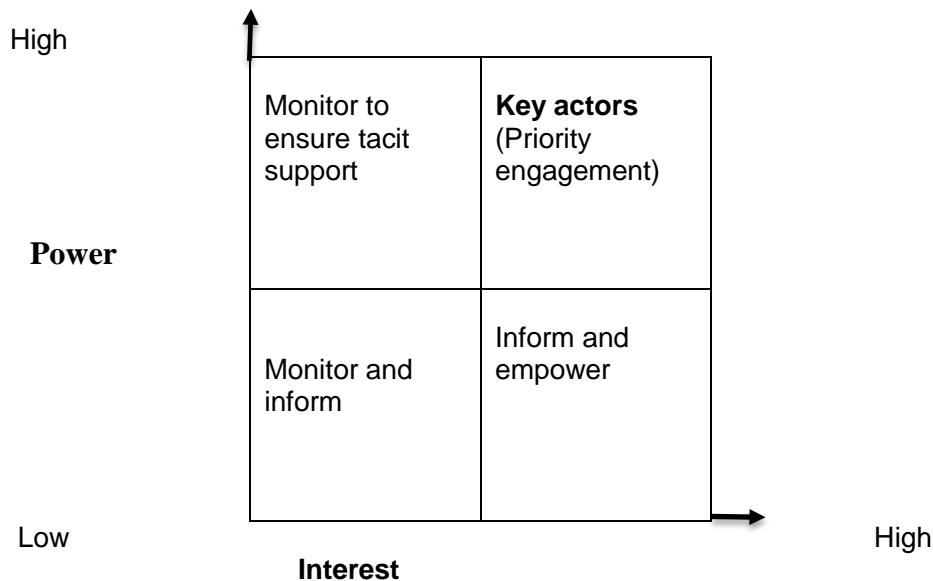 High
Monitor to
ensure tacit
support
Key actors
(Priority
engagement)
Power
Monitor and
inform
Inform and
empower
Low
High
Interest